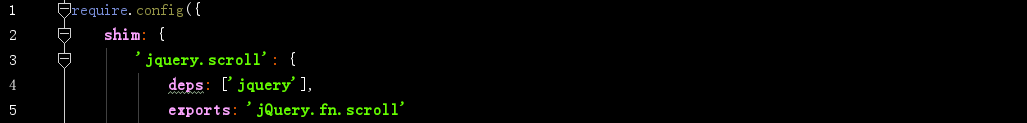 1 require.config({
2 shim: {
3 'jquery.scroll': {
4 deps: ['jquery'],
5 exports: 'jQuery.fn.scroll'